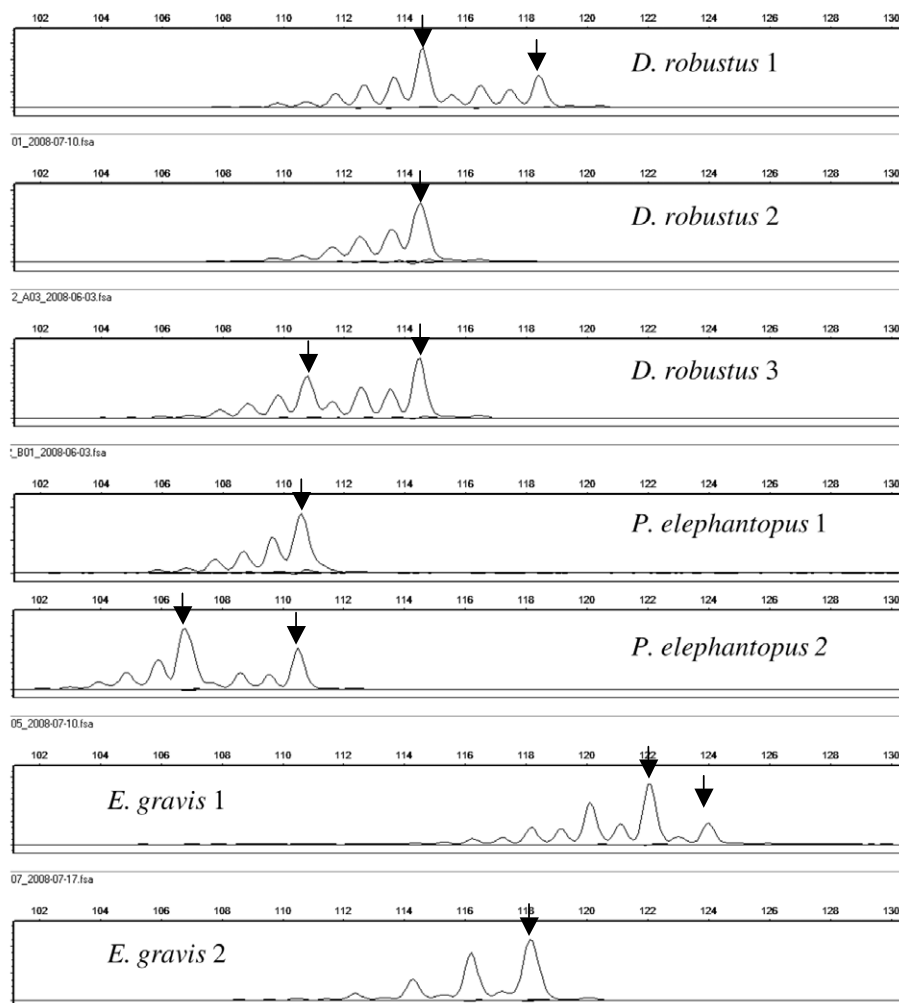 102 104 106 108 110 112 114 116 118 120 122 124 126 128 130
D. robustus 1
01_2008-07-10.fsa
102 104 106 108 110 112 114 116 118 120 122 124 126 128 130
D. robustus 2
2_A03_2008-06-03.fsa
102 104 106 108 110 112 114 116 118 120 122 124 126 128 130
D. robustus 3
_B01_2008-06-03.fsa
102 104 106 108 110 112 114 116 118 120 122 124 126 128 130
P. elephantopus 1
102 104 106 108 110 112 114 116 118 120 122 124 126 128 130
P. elephantopus 2
05_2008-07-10.fsa
102 104 106 108 110 112 114 116 118 120 122 124 126 128 130
E. gravis 1
07_2008-07-17.fsa
102 104 106 108 110 112 114 116 118 120 122 124 126 128 130
E. gravis 2